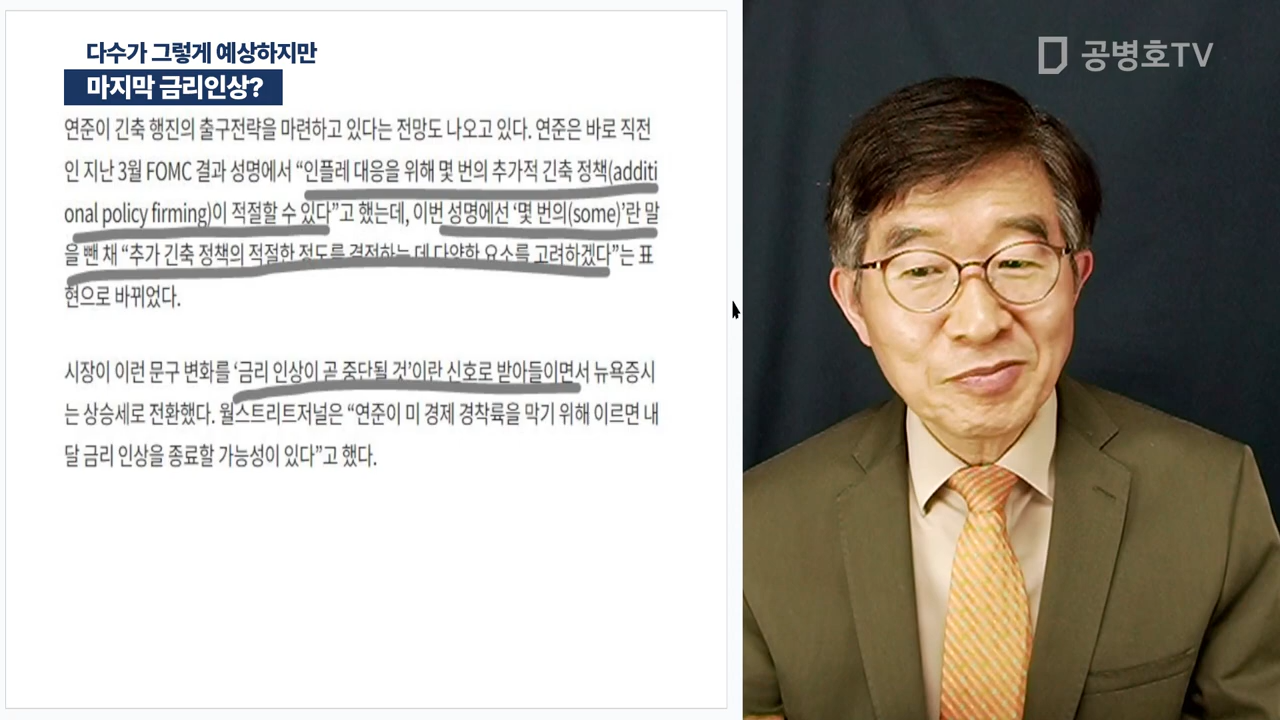 다수가 그렇게 예상하지만
마지막 금리인상?
공병호TV
연준이 긴축 행진의 출구전략을 마련하고 있다는 전망도 나오고 있다. 연준은 바로 직전
인 지난 3월 FOMC 결과 성명에서 “인플레 대응을 위해 몇 번의 추가적 긴축 정책(additi
onal policy firming)이 적절할 수 있다”고 했는데, 이번 성명에선 ‘몇 번의(some)’란 말
을 뺀 채 “추가 긴축 정책의 적절한 정도를 결정하는 데 다양한 요소를 고려하겠다”는 표
현으로 바뀌었다.
시장이 이런 문구 변화를 ‘금리 인상이 곧 중단될 것’이란 신호로 받아들이면서 뉴욕증시
는 상승세로 전환했다. 월스트리트저널은 “연준이 미 경제 경착륙을 막기 위해 이르면 내
달 금리 인상을 종료할 가능성이 있다”고 했다.